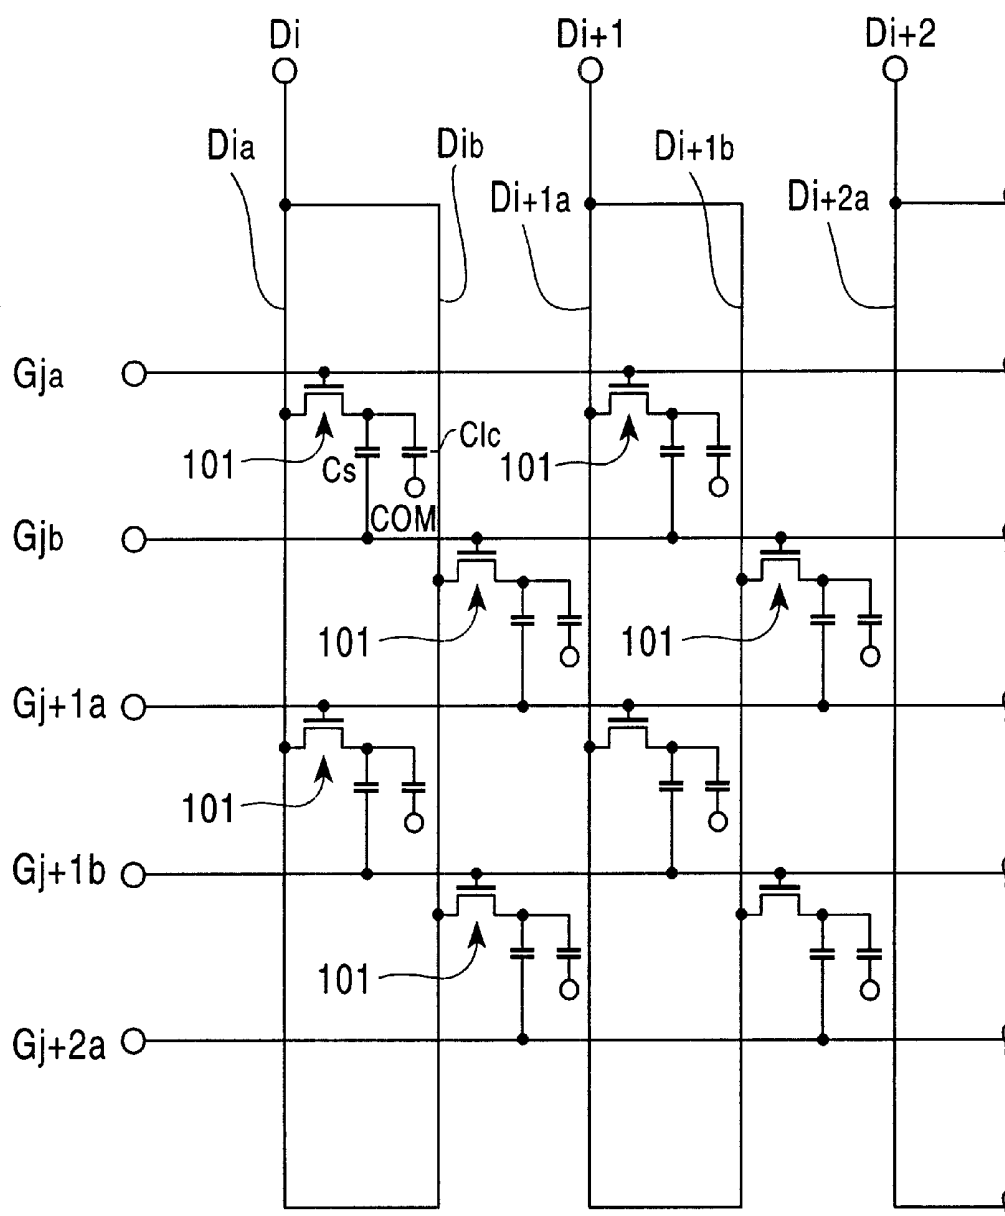 Di
Di+1
Di+2
Dia
Dib
Di+1b
Di+1a
Di+2a
Gja
101
Cs
Clc
101
COM
Gjb
101
101
Gj+1a
101
Gj+1b
101
Gj+2a